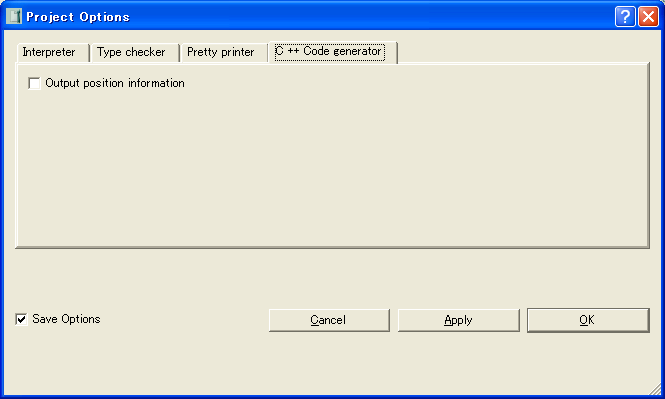 Project Options
Interpreter Type checker Pretty printer C ++ Code generator
Output position information
Save Options Cancel Apply OK